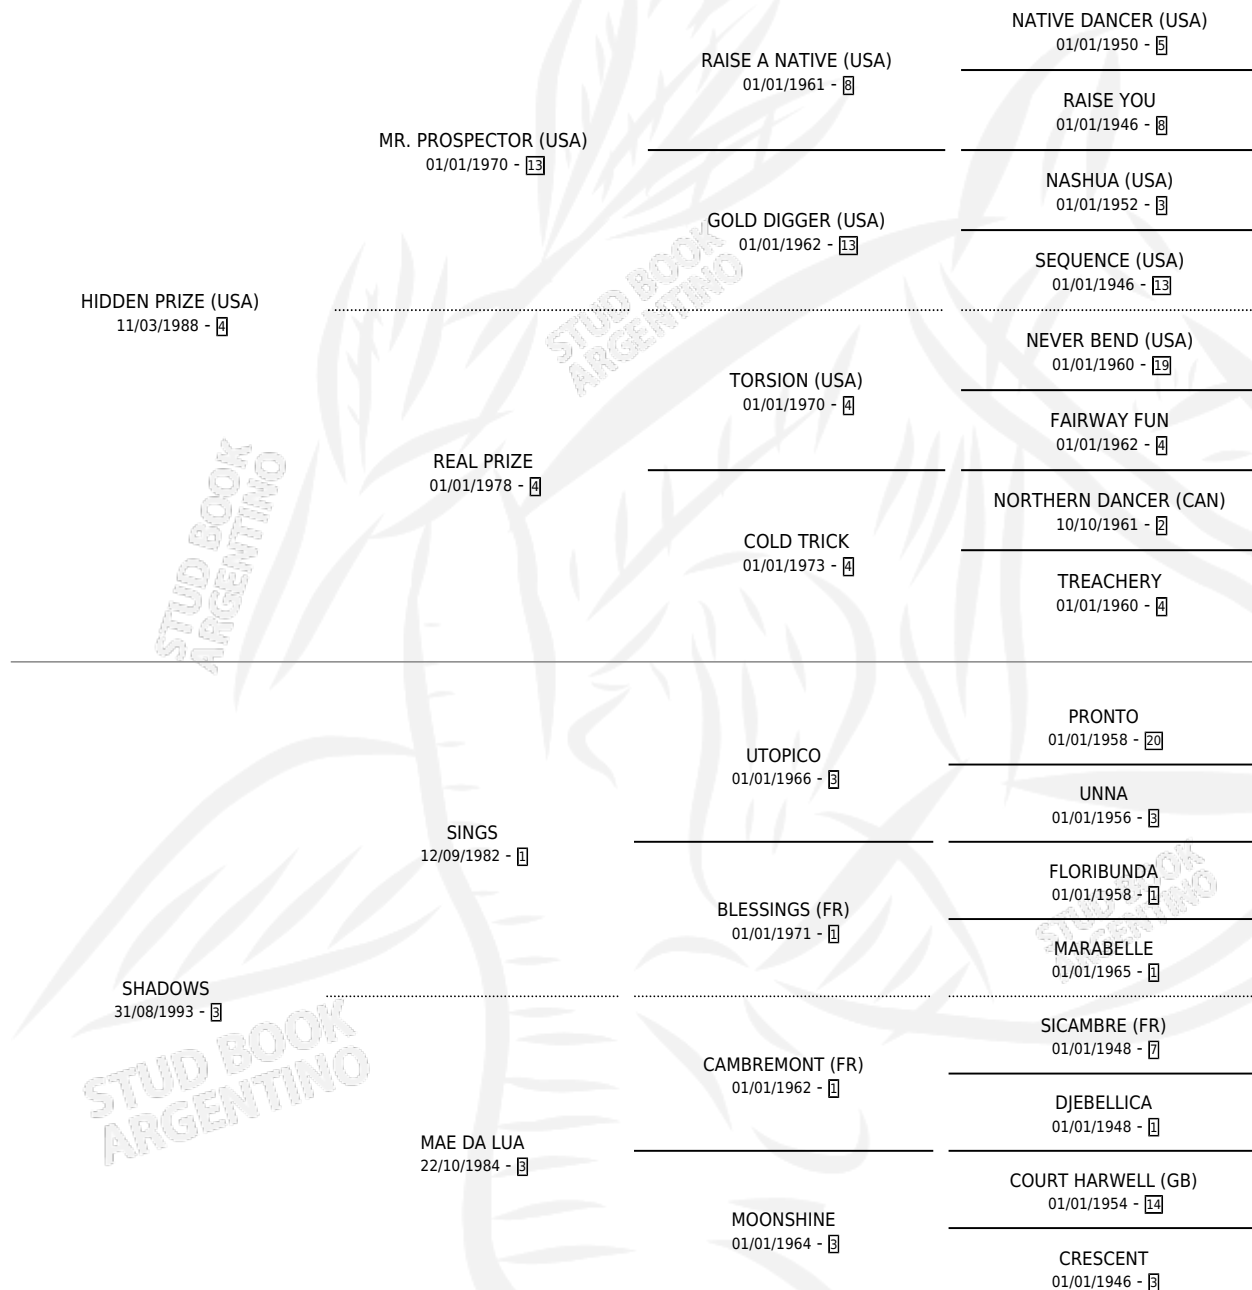 NATIVE DANCER (USA)
01/01/1950 - 5
RAISE A NATIVE (USA)
01/01/1961 - 8
RAISE YOU
01/01/1946 - 8
MR. PROSPECTOR (USA)
01/01/1970 - 13
NASHUA (USA)
01/01/1952 - 3
GOLD DIGGER (USA)
01/01/1962 - 13
SEQUENCE (USA)
01/01/1946 - 13
HIDDEN PRIZE (USA)
11/03/1988 - 4
NEVER BEND (USA)
01/01/1960 - 19
TORSION (USA)
01/01/1970 - 4
FAIRWAY FUN
01/01/1962 - 4
REAL PRIZE
01/01/1978 - 4
NORTHERN DANCER (CAN)
10/10/1961 - 2
COLD TRICK
01/01/1973 - 4
TREACHERY
01/01/1960 - 4
PRONTO
01/01/1958 - 20
UTOPICO
01/01/1966 - 3
UNNA
01/01/1956 - 3
SINGS
12/09/1982 - 1
FLORIBUNDA
01/01/1958 - 1
BLESSINGS (FR)
01/01/1971 - 1
MARABELLE
01/01/1965 - 1
SHADOWS
31/08/1993 - 3
SICAMBRE (FR)
01/01/1948 - 7
CAMBREMONT (FR)
01/01/1962 - 1
DJEBELLICA
01/01/1948 - 1
MAE DA LUA
22/10/1984 - 3
COURT HARWELL (GB)
01/01/1954 - 14
MOONSHINE
01/01/1964 - 3
CRESCENT
01/01/1946 - 3
STUD BOOK
ARGENTINO
STUD BOOK
ARGENTINO
STUD BOOK
ARGENTINO
STUD BOOK
ARGENTINO